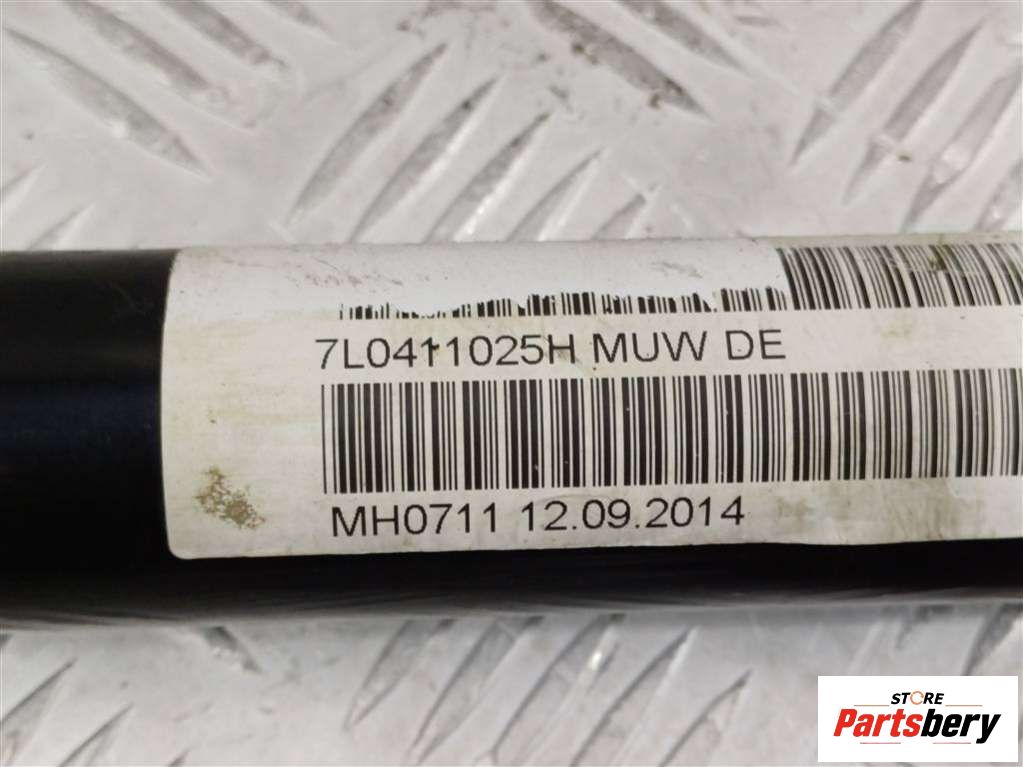 7L0411025H MUW DE
MH0711 12.09.2014
STORE
Partsbery